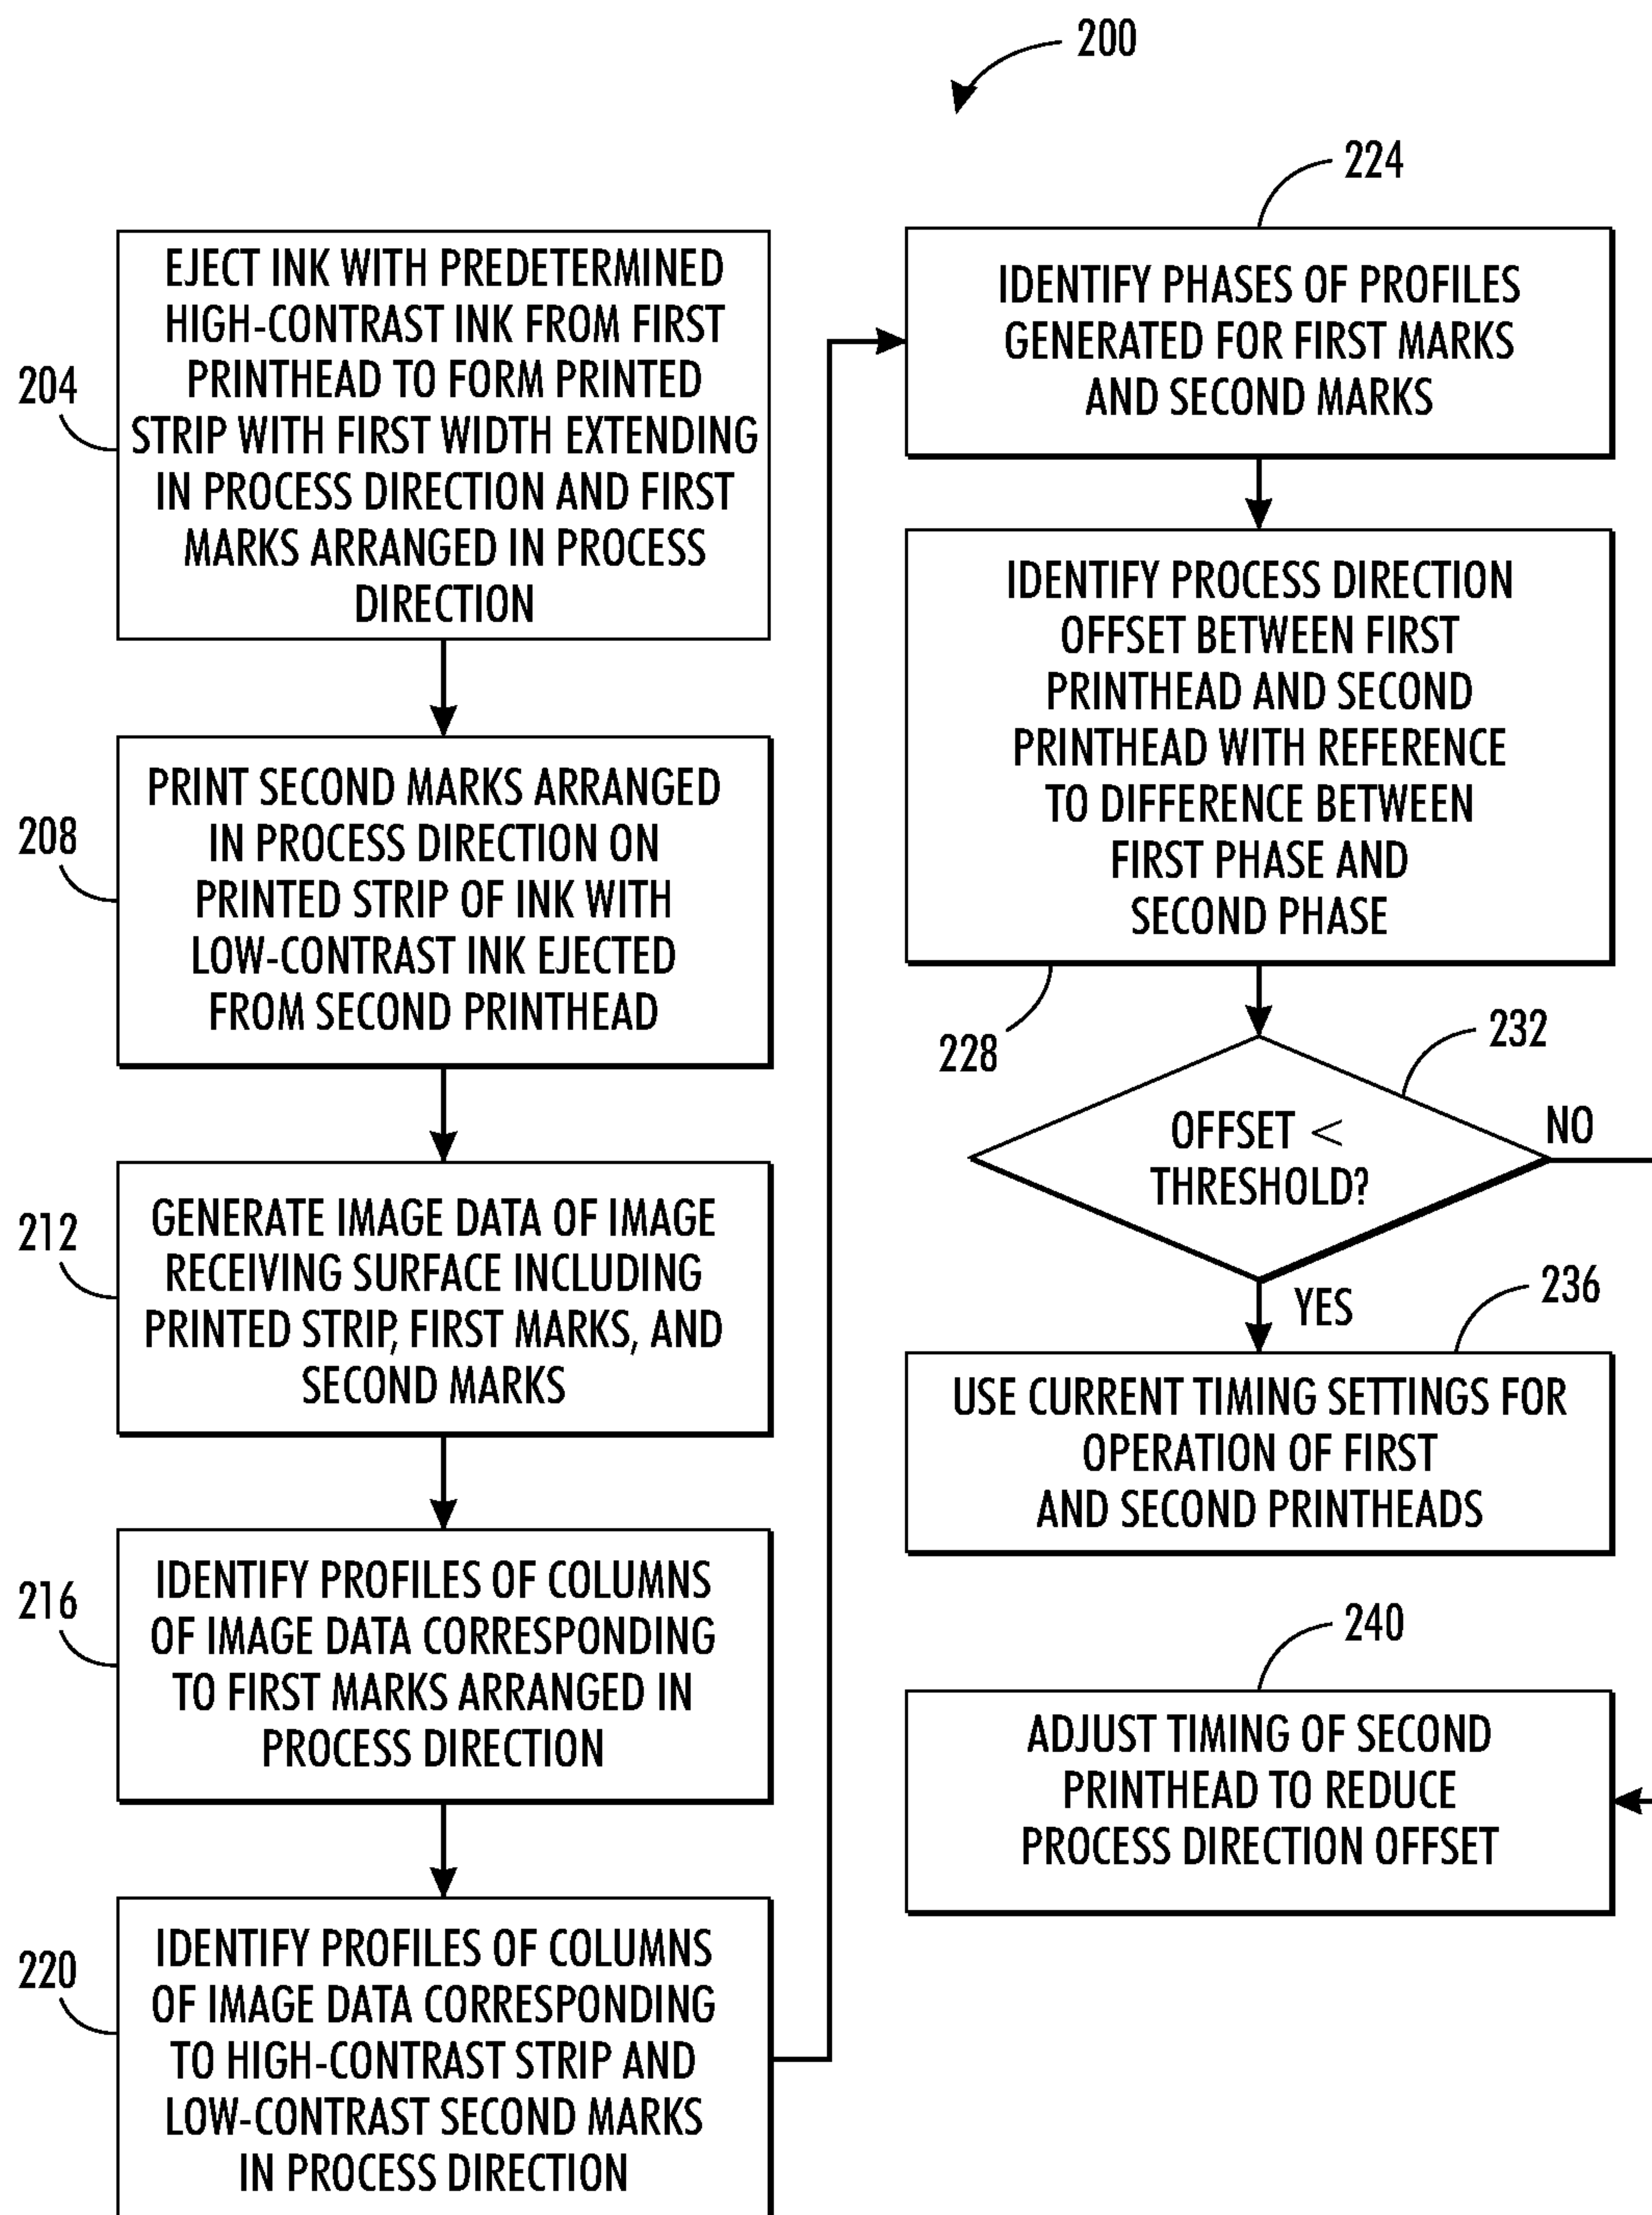 200
204
EJECT INK WITH PREDETERMINED
HIGH-CONTRAST INK FROM FIRST
PRINTHEAD TO FORM PRINTED
STRIP WITH FIRST WIDTH EXTENDING
IN PROCESS DIRECTION AND FIRST
MARKS ARRANGED IN PROCESS
DIRECTION
208
PRINT SECOND MARKS ARRANGED
IN PROCESS DIRECTION ON
PRINTED STRIP OF INK WITH
LOW-CONTRAST INK EJECTED
FROM SECOND PRINTHEAD
212
GENERATE IMAGE DATA OF IMAGE
RECEIVING SURFACE INCLUDING
PRINTED STRIP, FIRST MARKS, AND
SECOND MARKS
216
IDENTIFY PROFILES OF COLUMNS
OF IMAGE DATA CORRESPONDING
TO FIRST MARKS ARRANGED IN
PROCESS DIRECTION
220
IDENTIFY PROFILES OF COLUMNS
OF IMAGE DATA CORRESPONDING
TO HIGH-CONTRAST STRIP AND
LOW-CONTRAST SECOND MARKS
IN PROCESS DIRECTION
224
IDENTIFY PHASES OF PROFILES
GENERATED FOR FIRST MARKS
AND SECOND MARKS
IDENTIFY PROCESS DIRECTION
OFFSET BETWEEN FIRST
PRINTHEAD AND SECOND
PRINTHEAD WITH REFERENCE
TO DIFFERENCE BETWEEN
FIRST PHASE AND
SECOND PHASE
228
232
OFFSET <
THRESHOLD?
NO
YES
236
USE CURRENT TIMING SETTINGS FOR
OPERATION OF FIRST
AND SECOND PRINTHEADS
240
ADJUST TIMING OF SECOND
PRINTHEAD TO REDUCE
PROCESS DIRECTION OFFSET